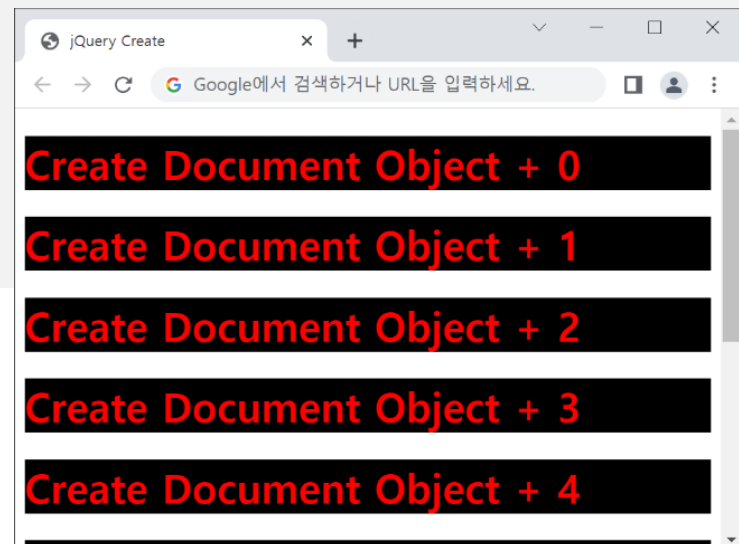 jQuery Create
Google에서 검색하거나 URL을 입력하세요.
Create Document Object + 0
Create Document Object + 1
Create Document Object + 2
Create Document Object + 3
Create Document Object + 4